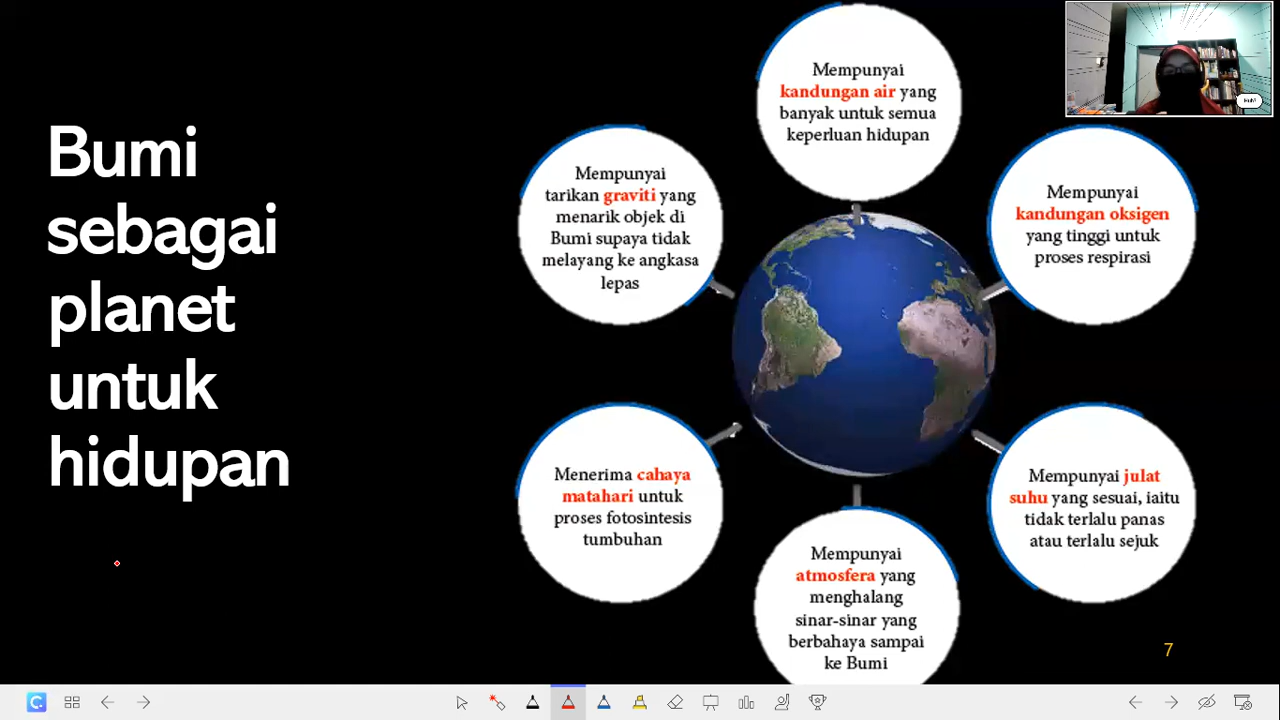 Bumi
sebagai
planet
untuk
hidupan
Mempunyai
kandungan air yang
banyak untuk semua
keperluan hidupan
Mempunyai
kandungan oksigen
yang tinggi untuk
proses respirasi
Mempunyai julat
suhu yang sesuai, iaitu
tidak terlalu panas
atau terlalu sejuk
Mempunyai
atmosfera yang
menghalang
sinar-sinar yang
berbahaya sampai
ke Bumi
Menerima cahaya
matahari untuk
proses fotosintesis
tumbuhan
Mempunyai
tarikan graviti yang
menarik objek di
Bumi supaya tidak
melayang ke angkasa
lepas
7